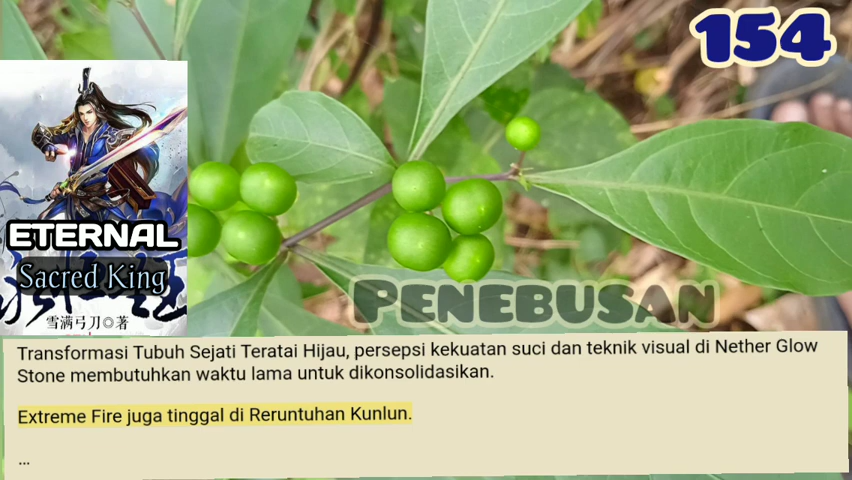 154
ETERNAL
Sacred King
雪满弓刀◎著
PENEBUSAN
Transformasi Tubuh Sejati Teratai Hijau, persepsi kekuatan suci dan teknik visual di Nether Glow
Stone membutuhkan waktu lama untuk dikonsolidasikan.
Extreme Fire juga tinggal di Reruntuhan Kunlun.
...